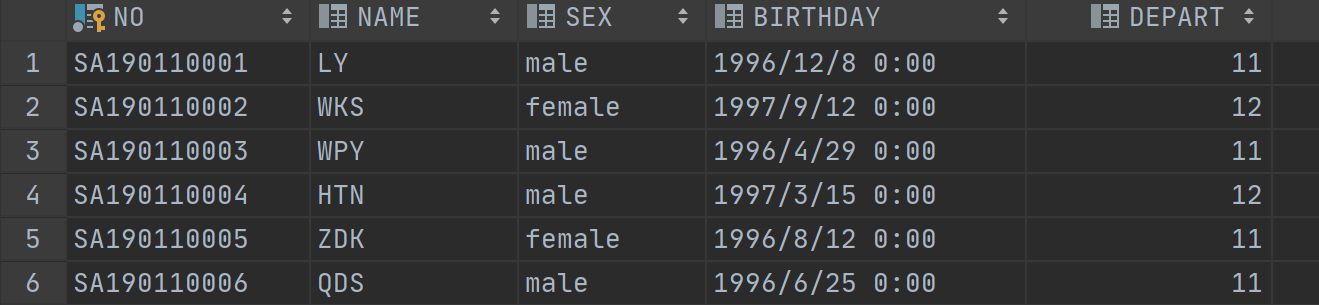 NO NAME SEX BIRTHDAY DEPART
1 SA190110001 LY male 1996/12/8 0:00 11
2 SA190110002 WKS female 1997/9/12 0:00 12
3 SA190110003 WPY male 1996/4/29 0:00 11
4 SA190110004 HTN male 1997/3/15 0:00 12
5 SA190110005 ZDK female 1996/8/12 0:00 11
6 SA190110006 QDS male 1996/6/25 0:00 11